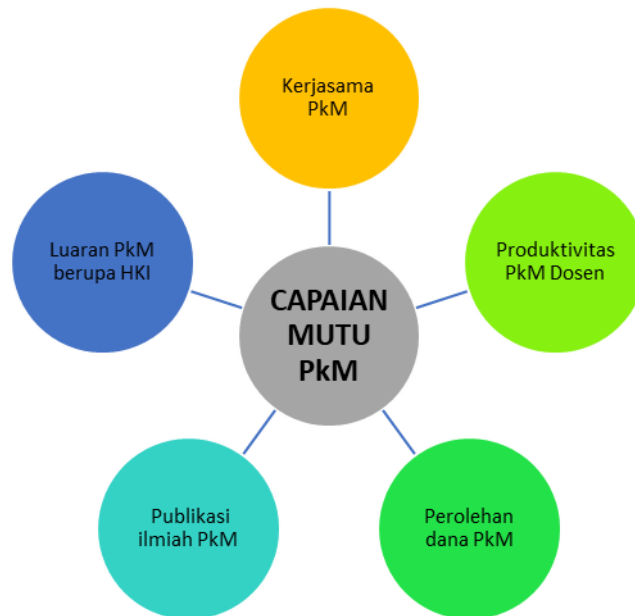 Kerjasama
PkM
Luaran PkM
berupa HKI
Produktivitas
PkM Dosen
CAPAIAN
MUTU
PkM
Publikasi
ilmiah PkM
Perolehan
dana PkM